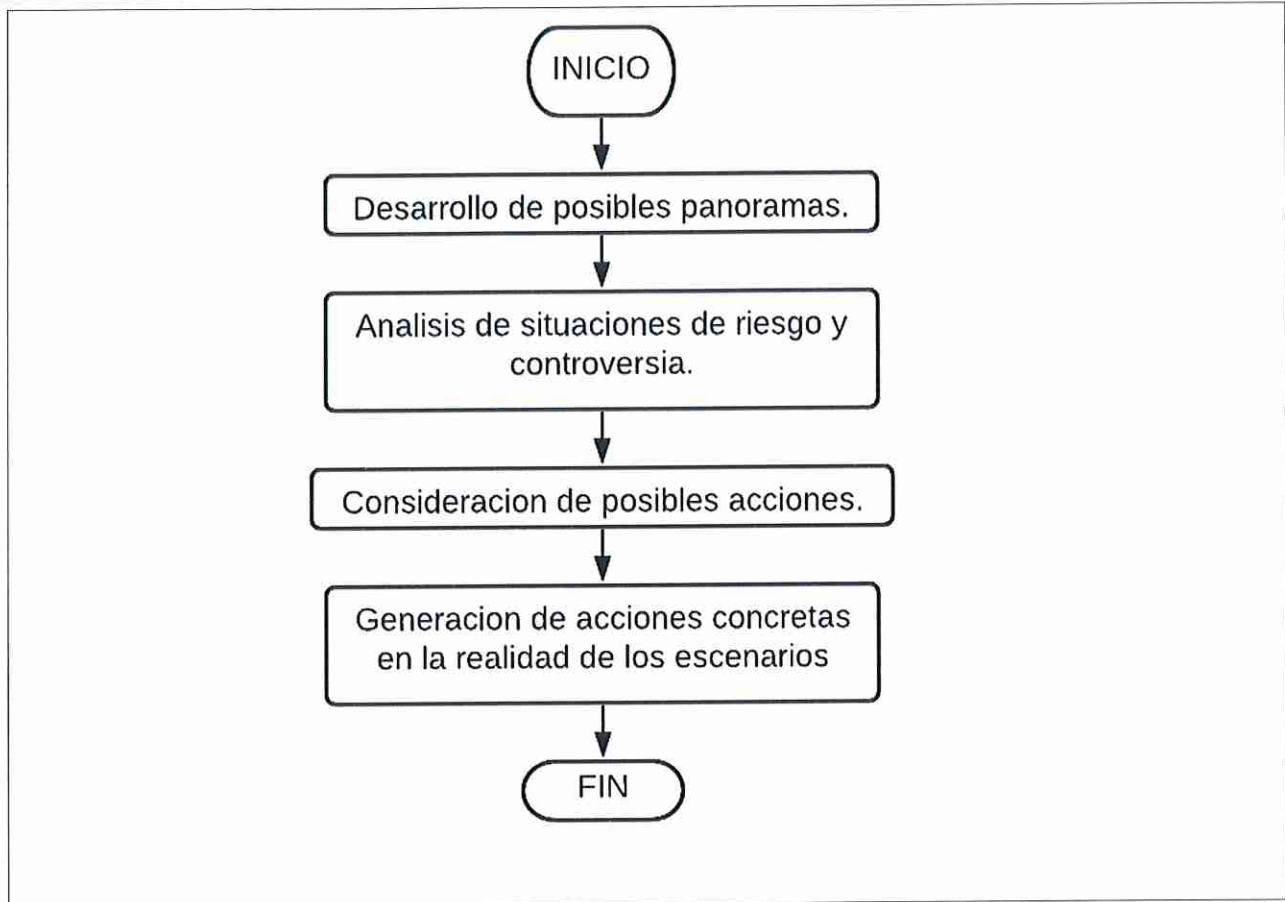 INICIO
Desarrollo de posibles panoramas.
Analisis de situaciones de riesgo y
controversia.
Consideracion de posibles acciones.
Generacion de acciones concretas
en la realidad de los escenarios
FIN